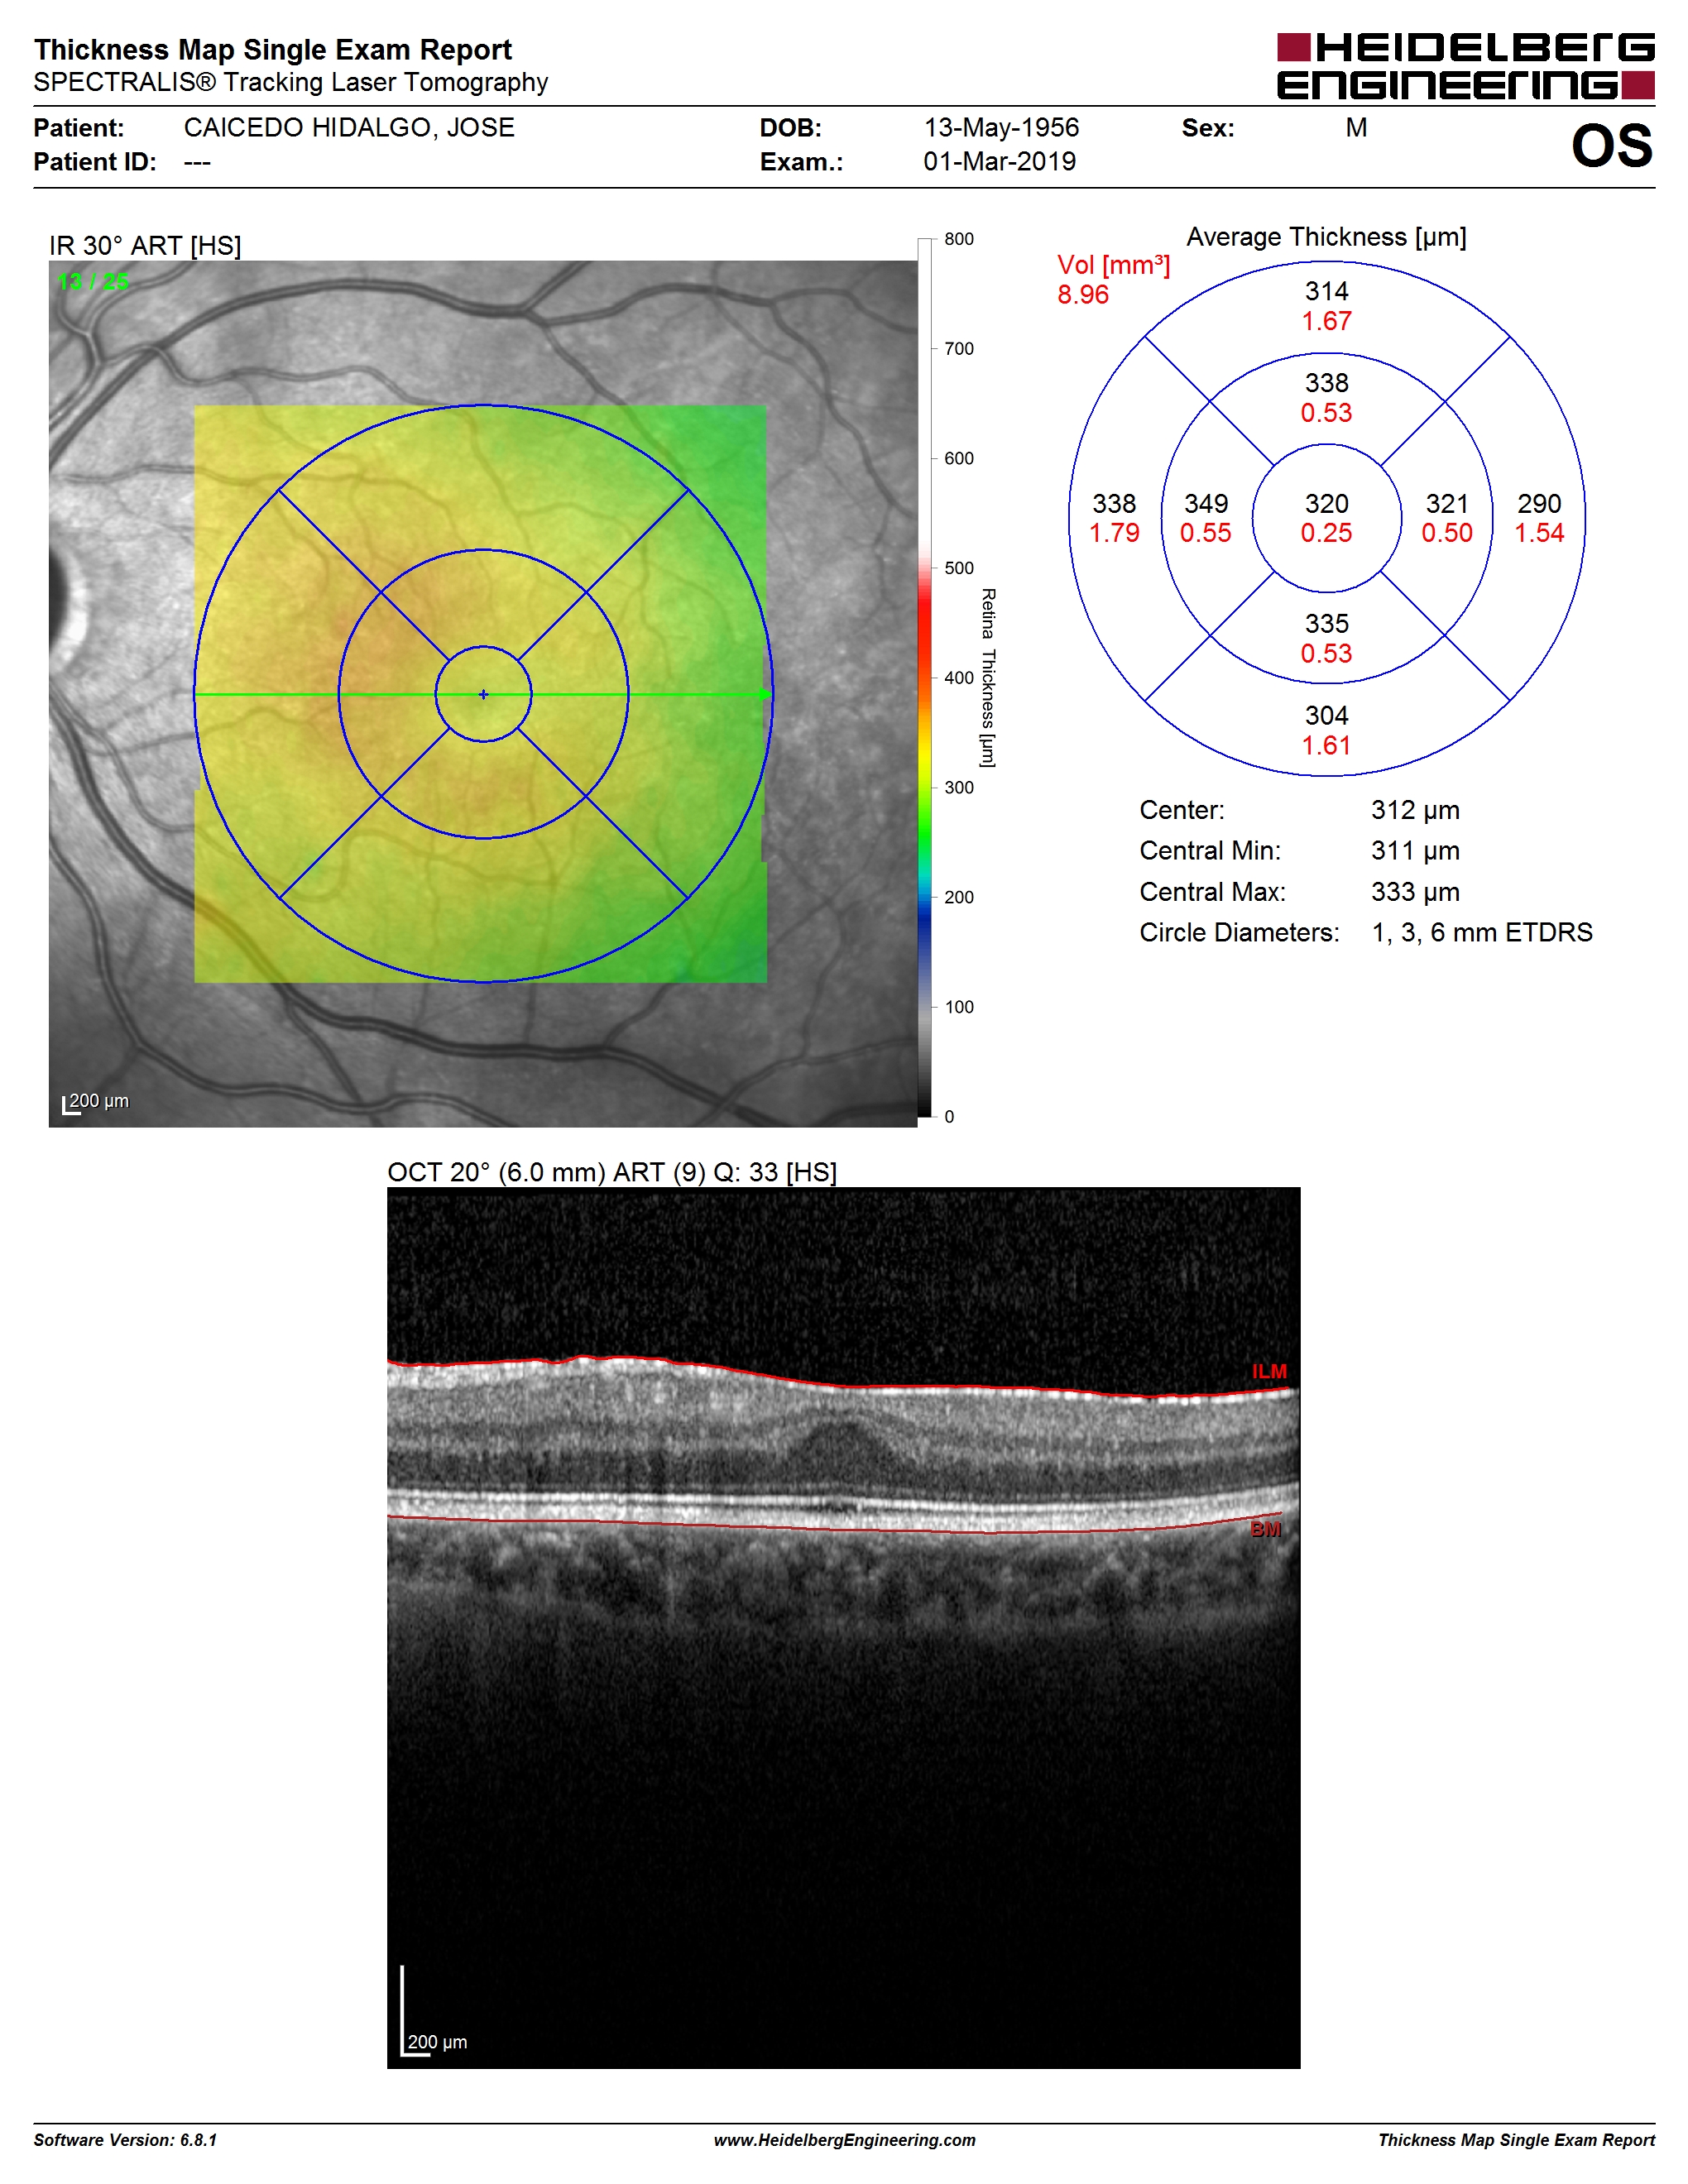 Thickness Map Single Exam Report
SPECTRALIS® Tracking Laser Tomography
HEIDELBERG
ENGINEERING
Patient: CAICEDO HIDALGO, JOSE DOB: 13-May-1956 Sex: M
Patient ID: --- Exam.: 01-Mar-2019
OS
IR 30° ART [HS]
13 / 25
200 µm
800
700
600
500
400
300
200
100
0
Retina Thickness [µm]
Average Thickness [µm]
Vol [mm³]
8.96
314
1.67
338
0.53
338 349 320 321 290
1.79 0.55 0.25 0.50 1.54
335
0.53
304
1.61
Center: 312 µm
Central Min: 311 µm
Central Max: 333 µm
Circle Diameters: 1, 3, 6 mm ETDRS
OCT 20° (6.0 mm) ART (9) Q: 33 [HS]
ILM
BM
200 µm
Software Version: 6.8.1 www.HeidelbergEngineering.com Thickness Map Single Exam Report